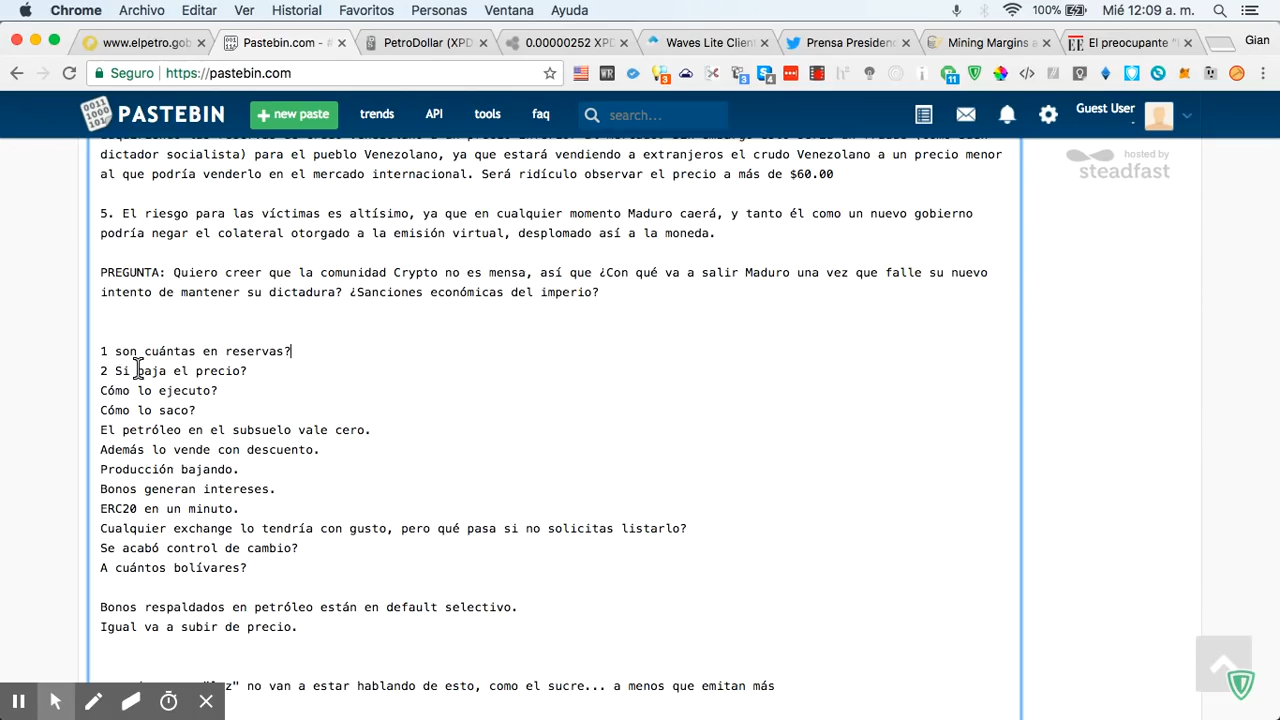 Chrome Archivo Editar Ver Historial Favoritos Personas Ventana Ayuda 100% Mié 12:09 a. m.
www.elpetro.gob Pastebin.com - # PetroDollar (XPD 0.00000252 XPD Waves Lite Client Prensa Presiden Mining Margins a El preocupante "l Gian
Seguro https://pastebin.com
PASTEBIN + new paste trends API tools faq search... Guest User
dictador socialista) para el pueblo Venezolano, ya que estará vendiendo a extranjeros el crudo Venezolano a un precio menor
al que podría venderlo en el mercado internacional. Será ridículo observar el precio a más de $60.00
hosted by
steadfast
5. El riesgo para las víctimas es altísimo, ya que en cualquier momento Maduro caerá, y tanto él como un nuevo gobierno
podría negar el colateral otorgado a la emisión virtual, desplomado así a la moneda.
PREGUNTA: Quiero creer que la comunidad Crypto no es mensa, así que ¿Con qué va a salir Maduro una vez que falle su nuevo
intento de mantener su dictadura? ¿Sanciones económicas del imperio?
1 son cuántas en reservas?
2 Si baja el precio?
Cómo lo ejecuto?
Cómo lo saco?
El petróleo en el subsuelo vale cero.
Además lo vende con descuento.
Producción bajando.
Bonos generan intereses.
ERC20 en un minuto.
Cualquier exchange lo tendría con gusto, pero qué pasa si no solicitas listarlo?
Se acabó control de cambio?
A cuántos bolívares?
Bonos respaldados en petróleo están en default selectivo.
Igual va a subir de precio.
no van a estar hablando de esto, como el sucre... a menos que emitan más